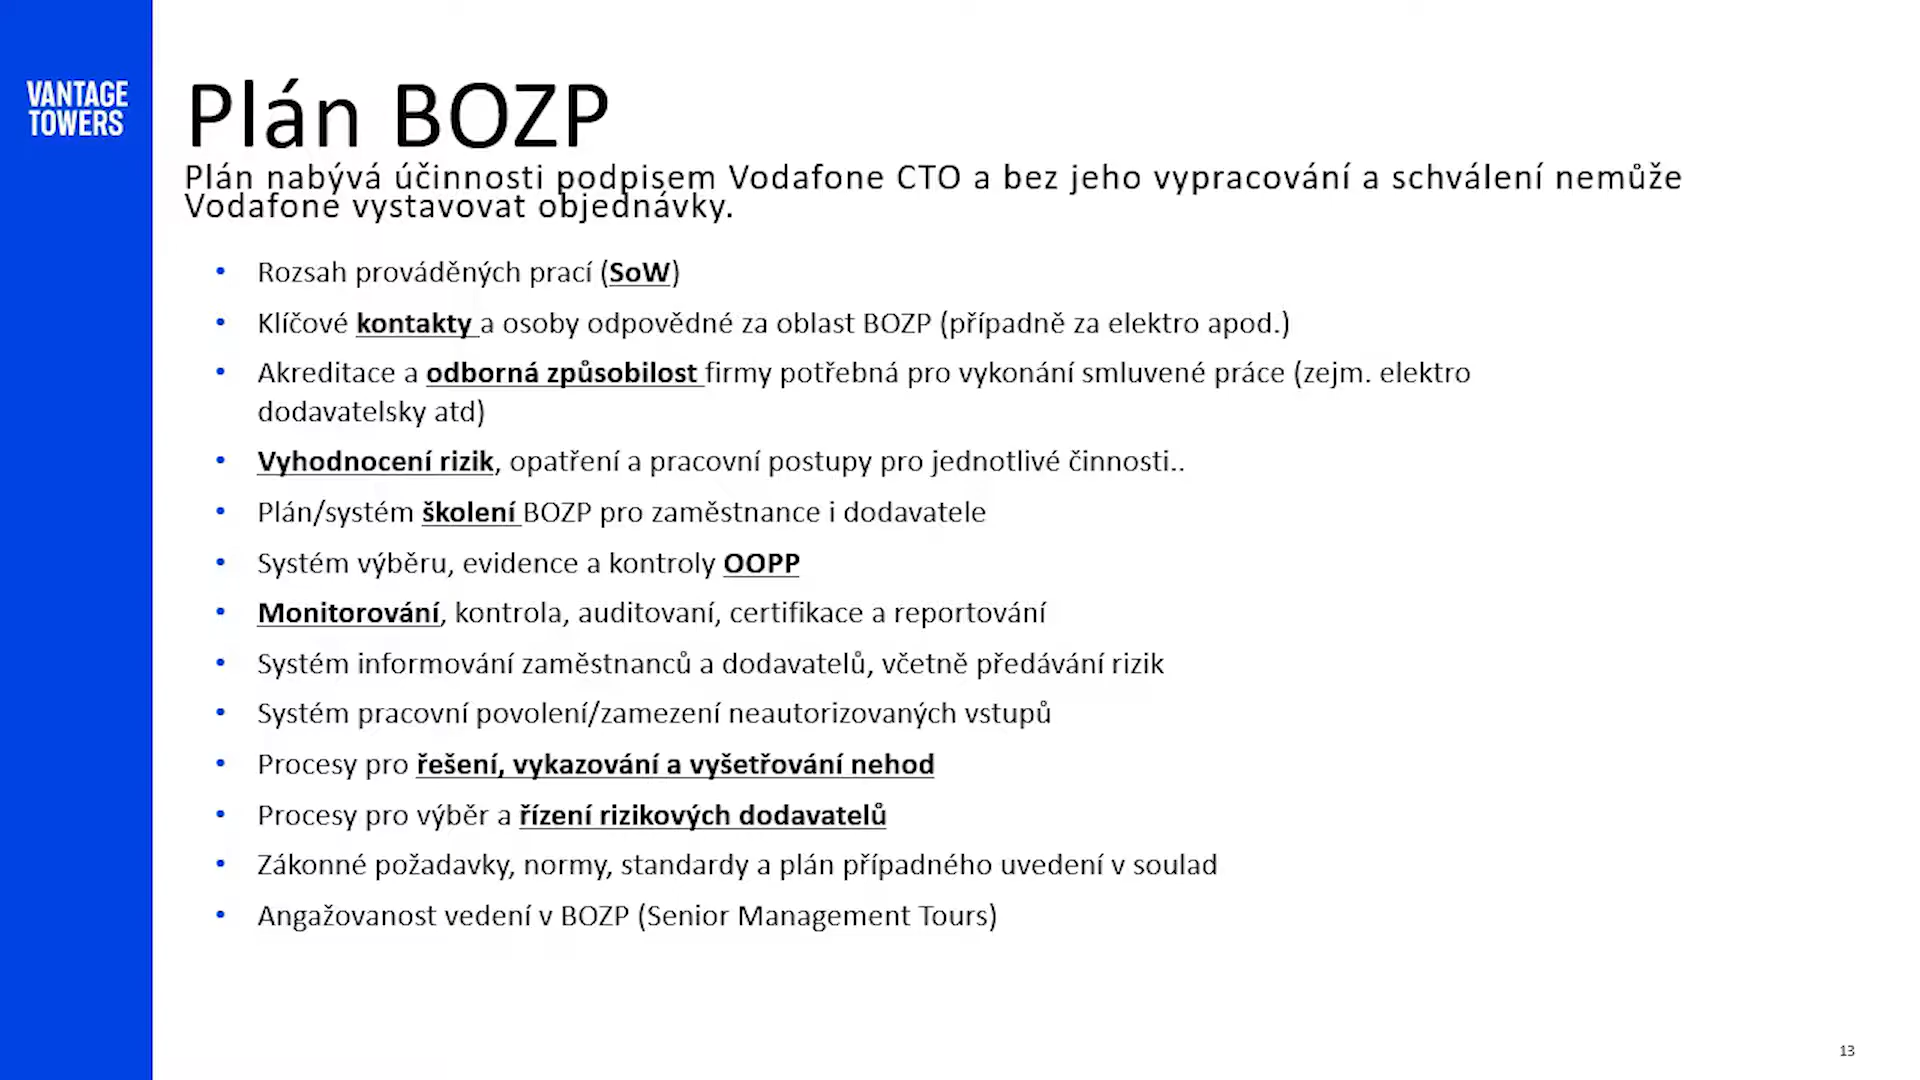 VANTAGE
TOWERS
Plán BOZP
Plán nabývá účinnosti podpisem Vodafone CTO a bez jeho vypracování a schválení nemůže
Vodafone vystavovat objednávky.
• Rozsah prováděných prací (SoW)
• Klíčové kontakty a osoby odpovědné za oblast BOZP (případně za elektro apod.)
• Akreditace a odborná způsobilost firmy potřebná pro vykonání smluvené práce (zejm. elektro
dodavatelsky atd)
• Vyhodnocení rizik, opatření a pracovní postupy pro jednotlivé činnosti..
• Plán/systém školení BOZP pro zaměstnance i dodavatele
• Systém výběru, evidence a kontroly OOPP
• Monitorování, kontrola, auditovaní, certifikace a reportování
• Systém informování zaměstnanců a dodavatelů, včetně předávání rizik
• Systém pracovní povolení/zamezení neautorizovaných vstupů
• Procesy pro řešení, vykazování a vyšetřování nehod
• Procesy pro výběr a řízení rizikových dodavatelů
• Zákonné požadavky, normy, standardy a plán případného uvedení v soulad
• Angažovanost vedení v BOZP (Senior Management Tours)
13